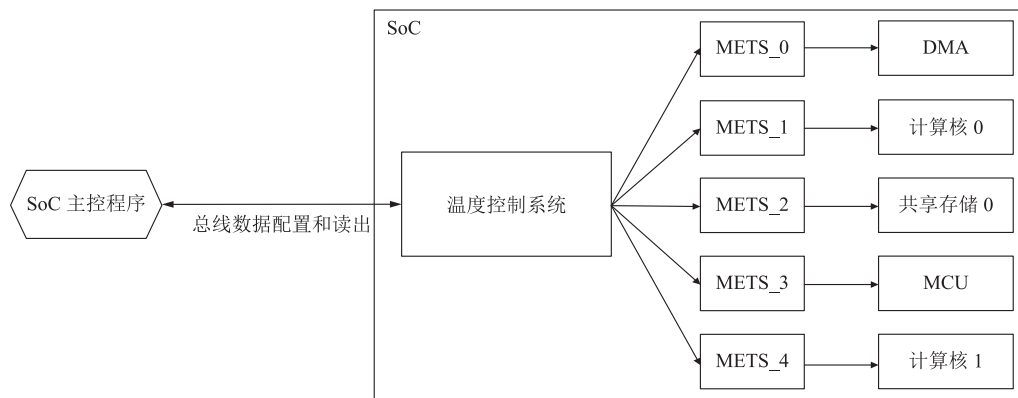 SoC
METS_0
DMA
METS_1
计算核 0
SoC 主控程序
总线数据配置和读出
温度控制系统
METS_2
共享存储 0
METS_3
MCU
METS_4
计算核 1